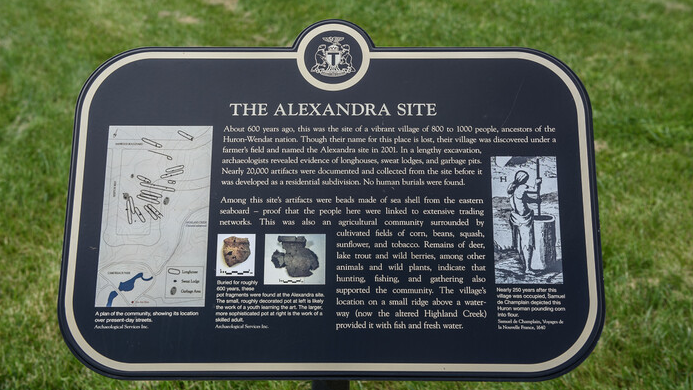 THE ALEXANDRA SITE
About 600 years ago, this was the site of a vibrant village of 800 to 1000 people, ancestors of the
Huron-Wendat nation. Though their name for this place is lost, their village was discovered under a
farmer's field and named the Alexandra site in 2001. In a lengthy excavation,
archaeologists revealed evidence of longhouses, sweat lodges, and garbage pits.
Nearly 20,000 artifacts were documented and collected from the site before it
was developed as a residential subdivision. No human burials were found.
Among this site's artifacts were beads made of sea shell from the eastern
seaboard – proof that the people here were linked to extensive trading
networks. This was also an agricultural community surrounded by
cultivated fields of corn, beans, squash,
sunflower, and tobacco. Remains of deer,
lake trout and wild berries, among other
animals and wild plants, indicate that
hunting, fishing, and gathering also
supported the community. The village's
location on a small ridge above a water-
way (now the altered Highland Creek)
provided it with fish and fresh water.
Longhouse
Sweat Lodge
Garbage Area
A plan of the community, showing its location
over present-day streets.
Archaeological Services Inc.
Buried for roughly
600 years, these
pot fragments were found at the Alexandra site.
The small, roughly decorated pot at left is likely
the work of a youth learning the art. The larger,
more sophisticated pot at right is the work of a
skilled adult.
Archaeological Services Inc.
Nearly 250 years after this
village was occupied, Samuel
de Champlain depicted this
Huron woman pounding corn
into flour.
Samuel de Champlain, Voyages de
la Nouvelle France, 1640